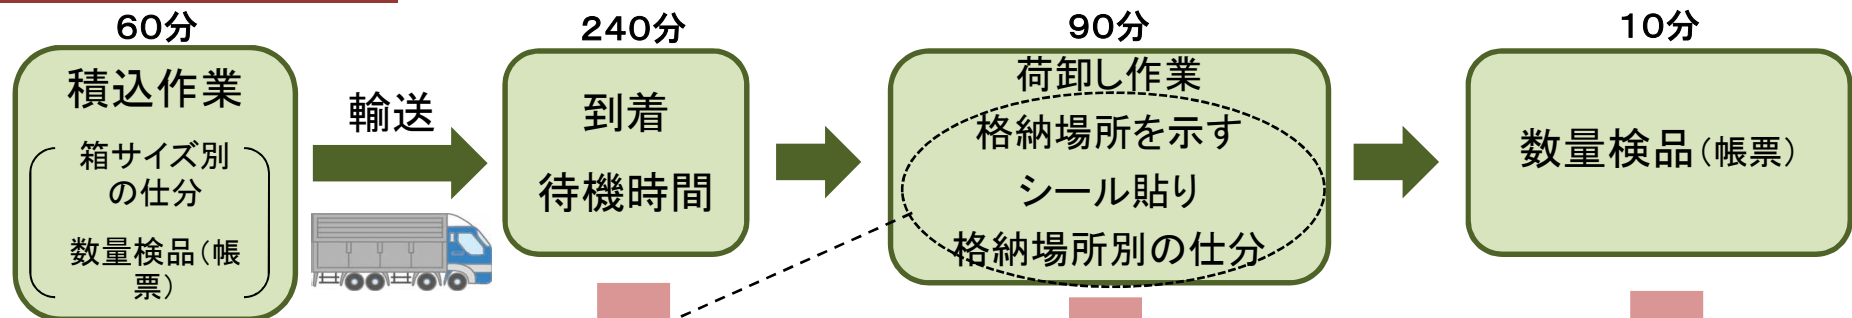 60分
積込作業
箱サイズ別
の仕分
数量検品(帳
票)
輸送
240分
到着
待機時間
90分
荷卸し作業
格納場所を示す
シール貼り
格納場所別の仕分
10分
数量検品(帳票)